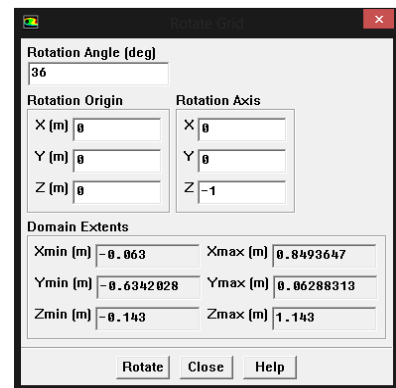 Rotate Grid
Rotation Angle (deg)
36
Rotation Origin Rotation Axis
X (m) 0 X 0
Y (m) 0 Y 0
Z (m) 0 Z -1
Domain Extents
Xmin (m) -0.063 Xmax (m) 0.8493647
Ymin (m) -0.6342028 Ymax (m) 0.06288313
Zmin (m) -0.143 Zmax (m) 1.143
Rotate Close Help